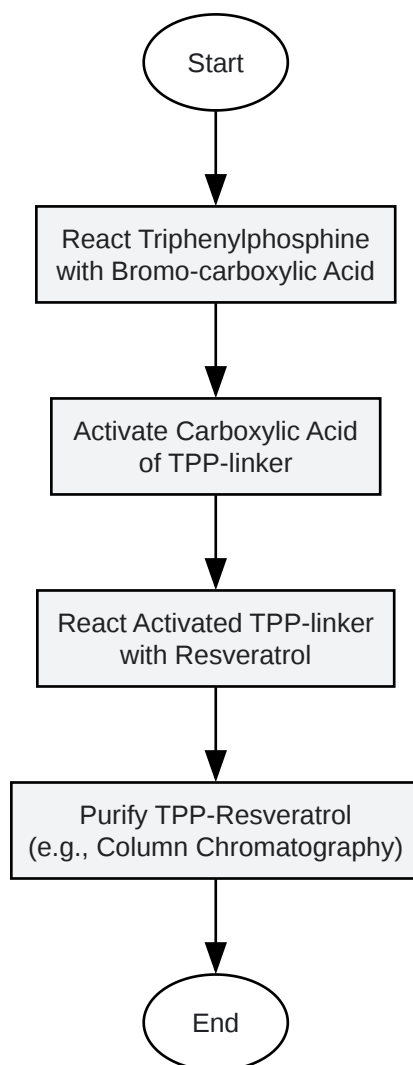 Start
React Triphenylphosphine
with Bromo-carboxylic Acid
Activate Carboxylic Acid
of TPP-linker
React Activated TPP-linker
with Resveratrol
Purify TPP-Resveratrol
(e.g., Column Chromatography)
End